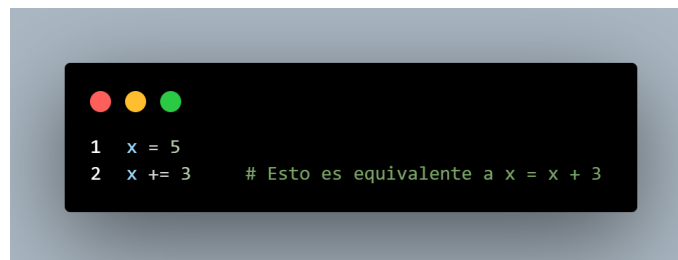 1 x = 5
2 x += 3     # Esto es equivalente a x = x + 3